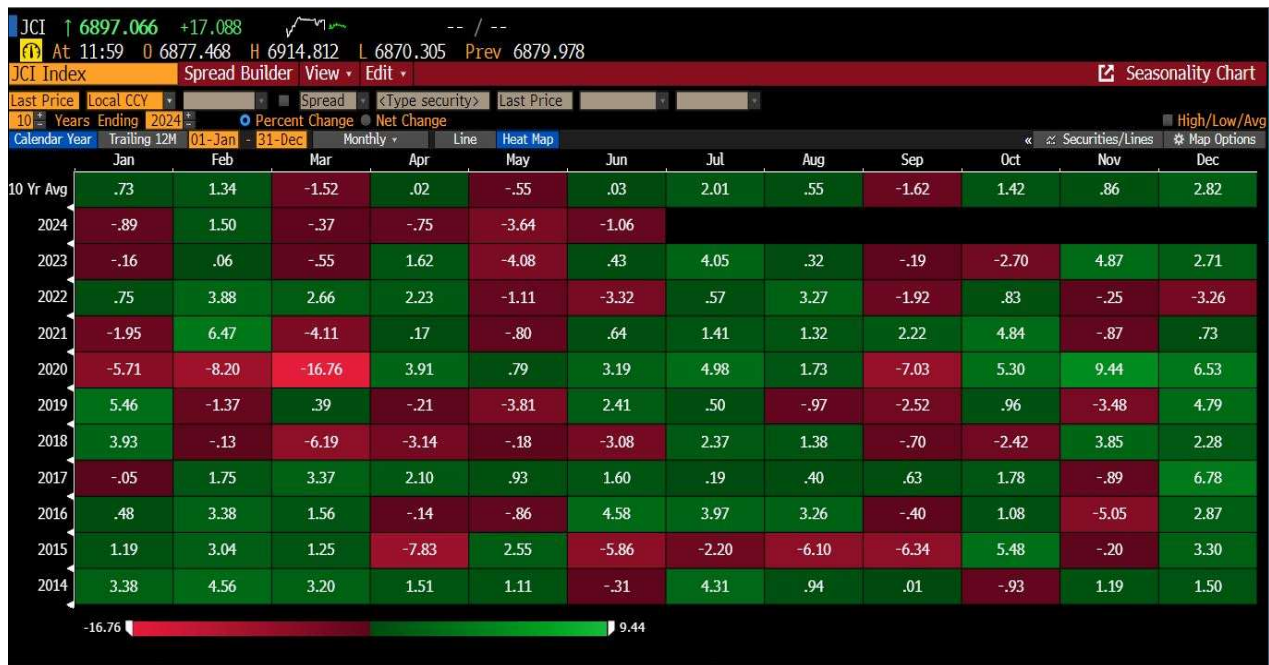 JCI ↑ 6897.066 +17.088 -- / --
At 11:59 O 6877.468 H 6914.812 L 6870.305 Prev 6879.978
JCI Index Spread Builder View Edit Seasonality Chart
Last Price Local CCY Spread <Type security> Last Price
10 Years Ending 2024 Percent Change Net Change High/Low/Avg
Calendar Year Trailing 12M 01-Jan - 31-Dec Monthly Line Heat Map « Securities/Lines Map Options
Jan Feb Mar Apr May Jun Jul Aug Sep Oct Nov Dec
10 Yr Avg .73 1.34 -1.52 .02 -.55 .03 2.01 .55 -1.62 1.42 .86 2.82
2024 -.89 1.50 -.37 -.75 -3.64 -1.06
2023 -.16 .06 -.55 1.62 -4.08 .43 4.05 .32 -.19 -2.70 4.87 2.71
2022 .75 3.88 2.66 2.23 -1.11 -3.32 .57 3.27 -1.92 .83 -.25 -3.26
2021 -1.95 6.47 -4.11 .17 -.80 .64 1.41 1.32 2.22 4.84 -.87 .73
2020 -5.71 -8.20 -16.76 3.91 .79 3.19 4.98 1.73 -7.03 5.30 9.44 6.53
2019 5.46 -1.37 .39 -.21 -3.81 2.41 .50 -.97 -2.52 .96 -3.48 4.79
2018 3.93 -.13 -6.19 -3.14 -.18 -3.08 2.37 1.38 -.70 -2.42 3.85 2.28
2017 -.05 1.75 3.37 2.10 .93 1.60 .19 .40 .63 1.78 -.89 6.78
2016 .48 3.38 1.56 -.14 -.86 4.58 3.97 3.26 -.40 1.08 -5.05 2.87
2015 1.19 3.04 1.25 -7.83 2.55 -5.86 -2.20 -6.10 -6.34 5.48 -.20 3.30
2014 3.38 4.56 3.20 1.51 1.11 -.31 4.31 .94 .01 -.93 1.19 1.50
-16.76 9.44